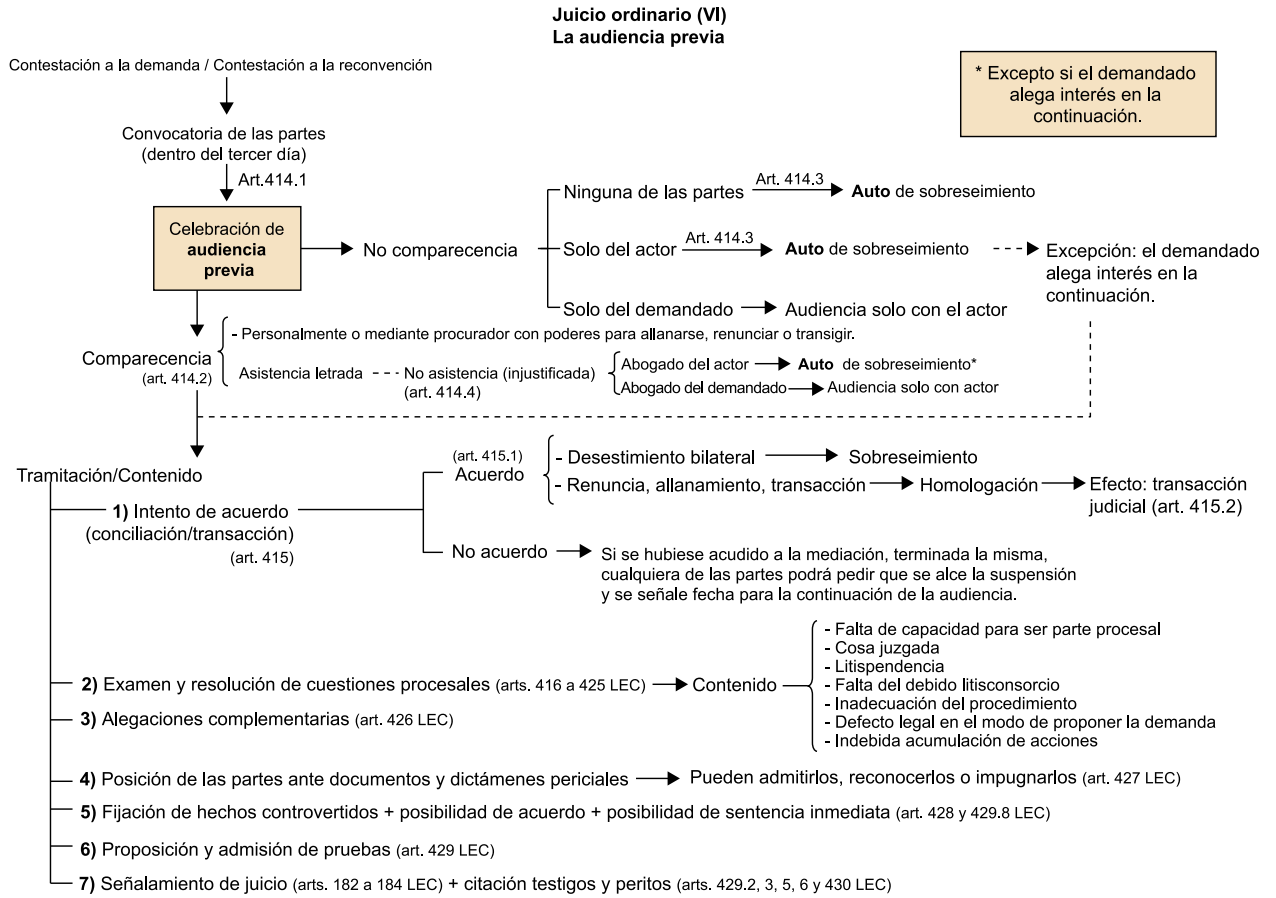 Juicio ordinario (VI)
La audiencia previa
Contestación a la demanda / Contestación a la reconvención
* Excepto si el demandado
alega interés en la
continuación.
Convocatoria de las partes
(dentro del tercer día)
Art.414.1
Celebración de
audiencia
previa
No comparecencia
Ninguna de las partes
Art. 414.3
Auto de sobreseimiento
Solo del actor
Art. 414.3
Auto de sobreseimiento
Excepción: el demandado
alega interés en la
continuación.
Solo del demandado
Audiencia solo con el actor
Comparecencia
(art. 414.2)
- Personalmente o mediante procurador con poderes para allanarse, renunciar o transigir.
Asistencia letrada
No asistencia (injustificada)
(art. 414.4)
Abogado del actor
Auto de sobreseimiento*
Abogado del demandado
Audiencia solo con actor
Tramitación/Contenido
1) Intento de acuerdo
(conciliación/transacción)
(art. 415)
(art. 415.1)
Acuerdo
- Desestimiento bilateral
Sobreseimiento
- Renuncia, allanamiento, transacción
Homologación
Efecto: transacción
judicial (art. 415.2)
No acuerdo
Si se hubiese acudido a la mediación, terminada la misma,
cualquiera de las partes podrá pedir que se alce la suspensión
y se señale fecha para la continuación de la audiencia.
2) Examen y resolución de cuestiones procesales (arts. 416 a 425 LEC)
Contenido
- Falta de capacidad para ser parte procesal
- Cosa juzgada
- Litispendencia
- Falta del debido litisconsorcio
- Inadecuación del procedimiento
- Defecto legal en el modo de proponer la demanda
- Indebida acumulación de acciones
3) Alegaciones complementarias (art. 426 LEC)
4) Posición de las partes ante documentos y dictámenes periciales
Pueden admitirlos, reconocerlos o impugnarlos (art. 427 LEC)
5) Fijación de hechos controvertidos + posibilidad de acuerdo + posibilidad de sentencia inmediata (art. 428 y 429.8 LEC)
6) Proposición y admisión de pruebas (art. 429 LEC)
7) Señalamiento de juicio (arts. 182 a 184 LEC) + citación testigos y peritos (arts. 429.2, 3, 5, 6 y 430 LEC)